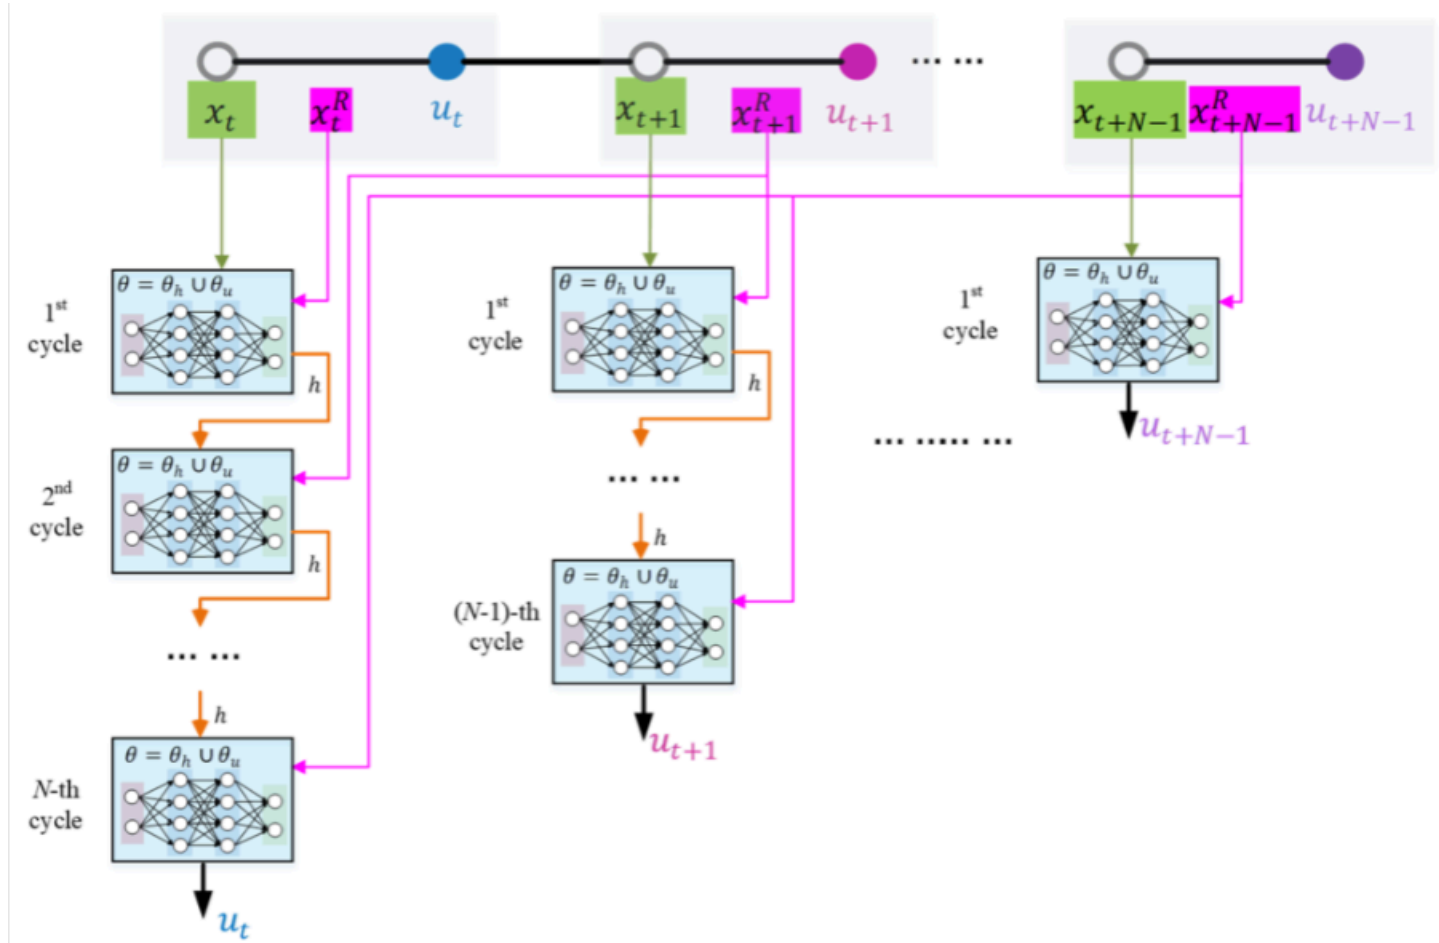 … …
x_t x_t^R u_t x_{t+1} x_{t+1}^R u_{t+1} x_{t+N−1} x_{t+N−1}^R u_{t+N−1}
1st cycle
θ = θ_h ∪ θ_u
h
2nd cycle
θ = θ_h ∪ θ_u
h
… …
h
N-th cycle
θ = θ_h ∪ θ_u
u_t
1st cycle
θ = θ_h ∪ θ_u
h
… …
h
(N-1)-th cycle
θ = θ_h ∪ θ_u
u_{t+1}
1st cycle
θ = θ_h ∪ θ_u
u_{t+N−1}
… …… …